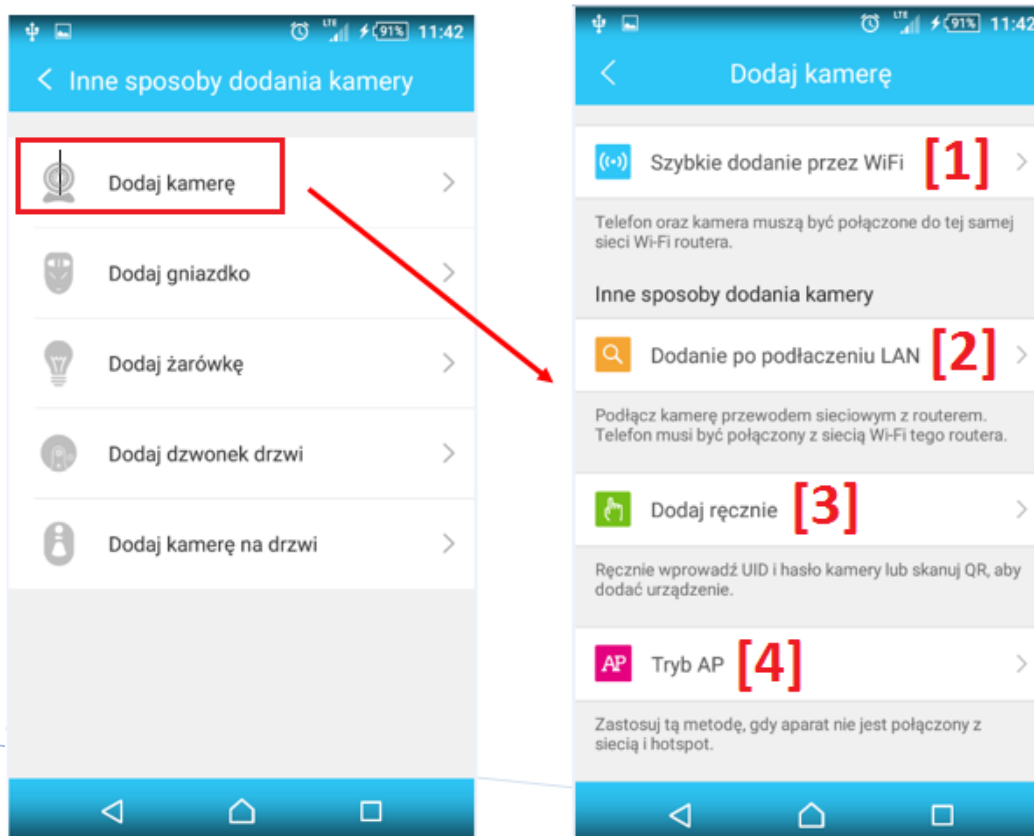 LTE 91% 11:42
Inne sposoby dodania kamery
Dodaj kamerę
Dodaj gniazdko
Dodaj żarówkę
Dodaj dzwonek drzwi
Dodaj kamerę na drzwi
LTE 91% 11:42
Dodaj kamerę
Szybkie dodanie przez WiFi [1]
Telefon oraz kamera muszą być połączone do tej samej
sieci Wi-Fi routera.
Inne sposoby dodania kamery
Dodanie po podłaczeniu LAN [2]
Podłącz kamerę przewodem sieciowym z routerem.
Telefon musi być połączony z siecią Wi-Fi tego routera.
Dodaj ręcznie [3]
Ręcznie wprowadź UID i hasło kamery lub skanuj QR, aby
dodać urządzenie.
AP Tryb AP [4]
Zastosuj tą metodę, gdy aparat nie jest połączony z
siecią i hotspot.